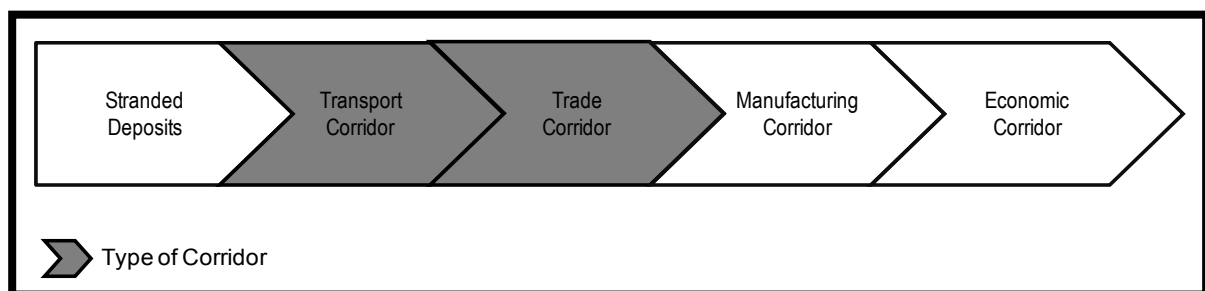 Stranded
Deposits
Transport
Corridor
Trade
Corridor
Manufacturing
Corridor
Economic
Corridor
Type of Corridor